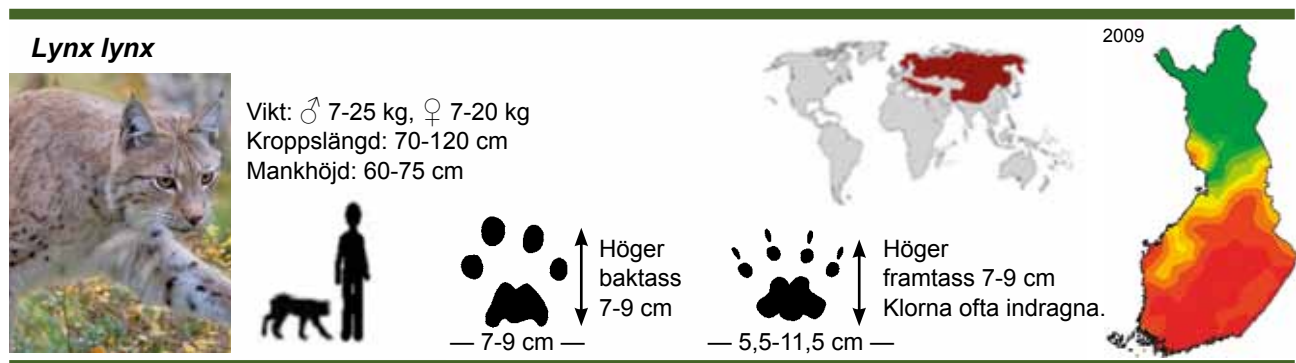 Lynx lynx
Vikt: ♂ 7-25 kg, ♀ 7-20 kg
Kroppslängd: 70-120 cm
Mankhöjd: 60-75 cm
Höger
baktass
7-9 cm
— 7-9 cm —
Höger
framtass 7-9 cm
Klorna ofta indragna.
— 5,5-11,5 cm —
2009